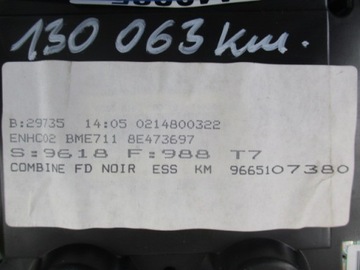 130 063 km.
B:29735 14:05 0214800322
ENHC02 BME711 8E473697
S:9618 F:988 T7
COMBINE FD NOIR ESS KM 9665107380